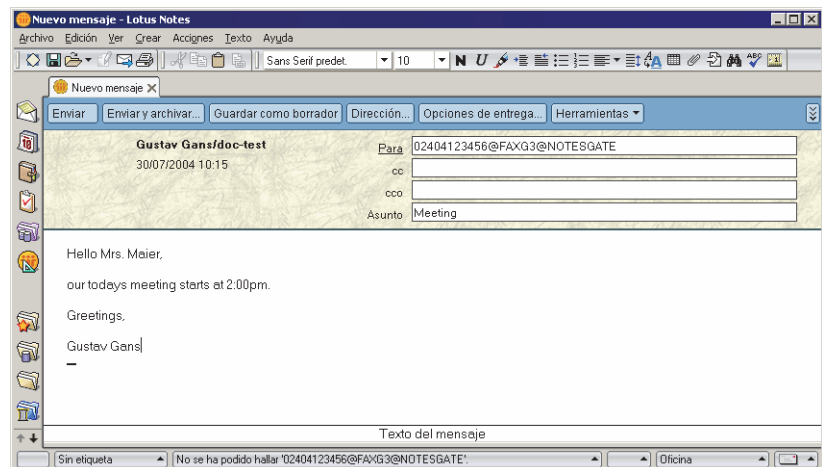 Nuevo mensaje - Lotus Notes
Archivo Edición Ver Crear Acciones Texto Ayuda
Sans Serif predet. 10 N U
Nuevo mensaje
Enviar Enviar y archivar... Guardar como borrador Dirección... Opciones de entrega... Herramientas
Gustav Gans/doc-test Para 02404123456@FAXG3@NOTESGATE
30/07/2004 10:15 cc
cco
Asunto Meeting
Hello Mrs. Maier,
our todays meeting starts at 2:00pm.
Greetings,
Gustav Gans
Texto del mensaje
Sin etiqueta No se ha podido hallar '02404123456@FAXG3@NOTESGATE'. Oficina